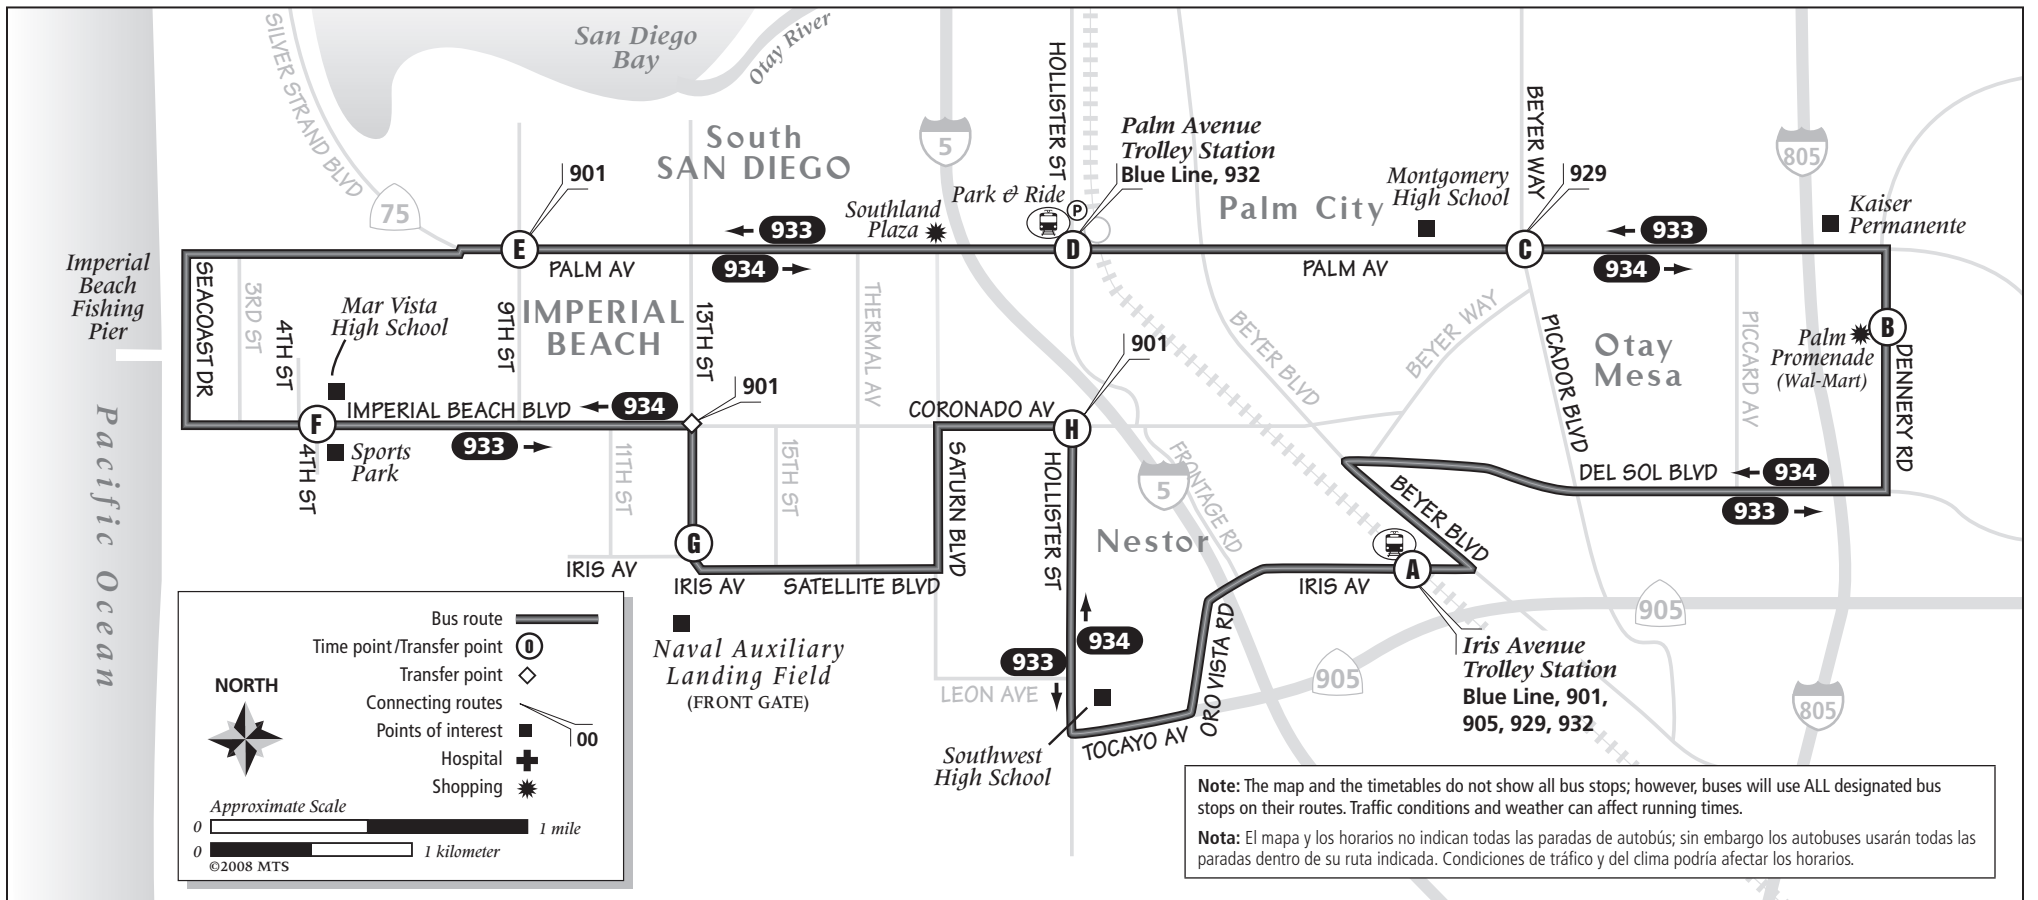 San Diego
Bay
Otay River
SILVER STRAND BLVD
75
South
SAN DIEGO
5
HOLLISTER ST
Palm Avenue
Trolley Station
Blue Line, 932
Park & Ride
P
Southland
Plaza
Palm City
Montgomery
High School
BEYER WAY
929
805
Kaiser
Permanente
901
E
933
934
PALM AV
D
PALM AV
C
933
934
Imperial
Beach
Fishing
Pier
SEACOAST DR
3RD ST
4TH ST
Mar Vista
High School
9TH ST
IMPERIAL
BEACH
13TH ST
THERMAL AV
901
901
BEYER BLVD
BEYER WAY
PICADOR BLVD
Otay
Mesa
PICCARD AV
Palm
Promenade
(Wal-Mart)
B
DENNERY RD
F
IMPERIAL BEACH BLVD
934
933
4TH ST
Sports
Park
11TH ST
15TH ST
CORONADO AV
H
SATURN BLVD
HOLLISTER ST
FRONTAGE RD
5
Nestor
BEYER BLVD
DEL SOL BLVD
934
933
G
IRIS AV
IRIS AV
SATELLITE BLVD
IRIS AV
A
Pacific Ocean
Naval Auxiliary
Landing Field
(FRONT GATE)
933
934
LEON AVE
ORO VISTA RD
TOCAYO AV
Southwest
High School
905
905
805
Iris Avenue
Trolley Station
Blue Line, 901,
905, 929, 932
Bus route
Time point/Transfer point
0
Transfer point
Connecting routes
00
Points of interest
Hospital
Shopping
NORTH
Approximate Scale
0
1 mile
0
1 kilometer
©2008 MTS
Note: The map and the timetables do not show all bus stops; however, buses will use ALL designated bus
stops on their routes. Traffic conditions and weather can affect running times.
Nota: El mapa y los horarios no indican todas las paradas de autobús; sin embargo los autobuses usarán todas las
paradas dentro de su ruta indicada. Condiciones de tráfico y del clima podría afectar los horarios.